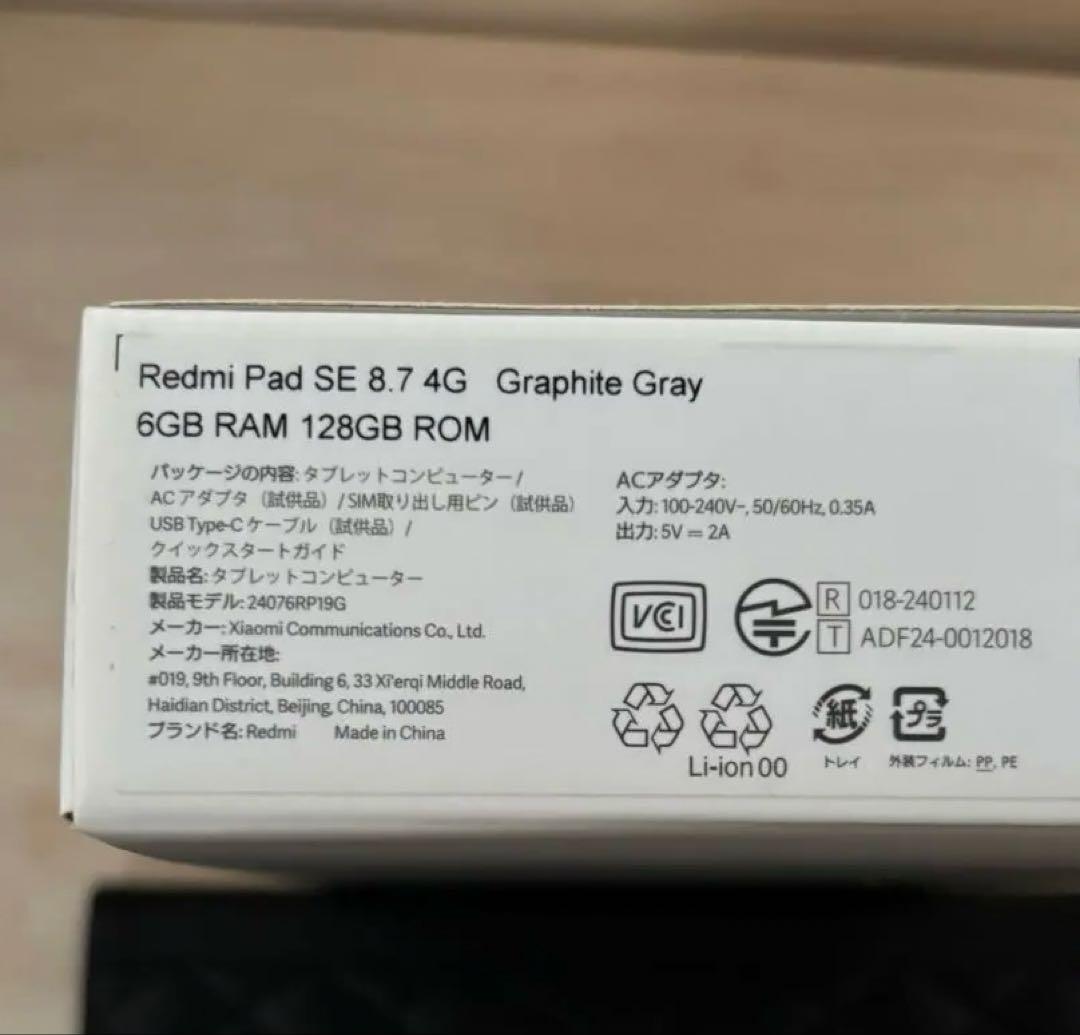 Redmi Pad SE 8.7 4G Graphite Gray
6GB RAM 128GB ROM
パッケージの内容: タブレットコンピューター/
ACアダプタ（試供品）/SIM取り出し用ピン（試供品）
USB Type-Cケーブル（試供品）/
クイックスタートガイド
製品名: タブレットコンピューター
製品モデル: 24076RP19G
メーカー: Xiaomi Communications Co., Ltd.
メーカー所在地:
#019, 9th Floor, Building 6, 33 Xi'erqi Middle Road,
Haidian District, Beijing, China, 100085
ブランド名: Redmi Made in China
ACアダプタ:
入力: 100-240V~, 50/60Hz, 0.35A
出力: 5V⎓2A
VCCI
R 018-240112
T ADF24-0012018
紙 プラ
Li-ion 00 トレイ 外装フィルム: PP, PE